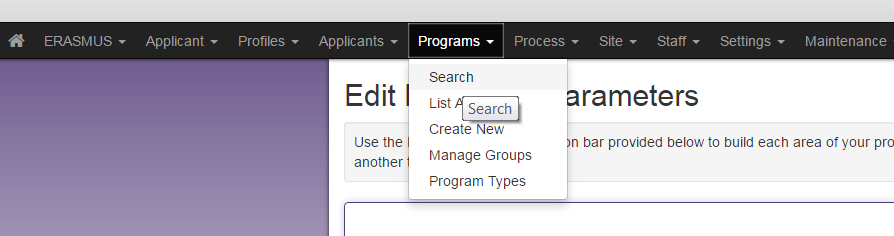 ERASMUS Applicant Profiles Applicants Programs Process Site Staff Settings Maintenance
Search
List A
Search
Create New
Manage Groups
Program Types
Edit arameters
Use the on bar provided below to build each area of your pro
another